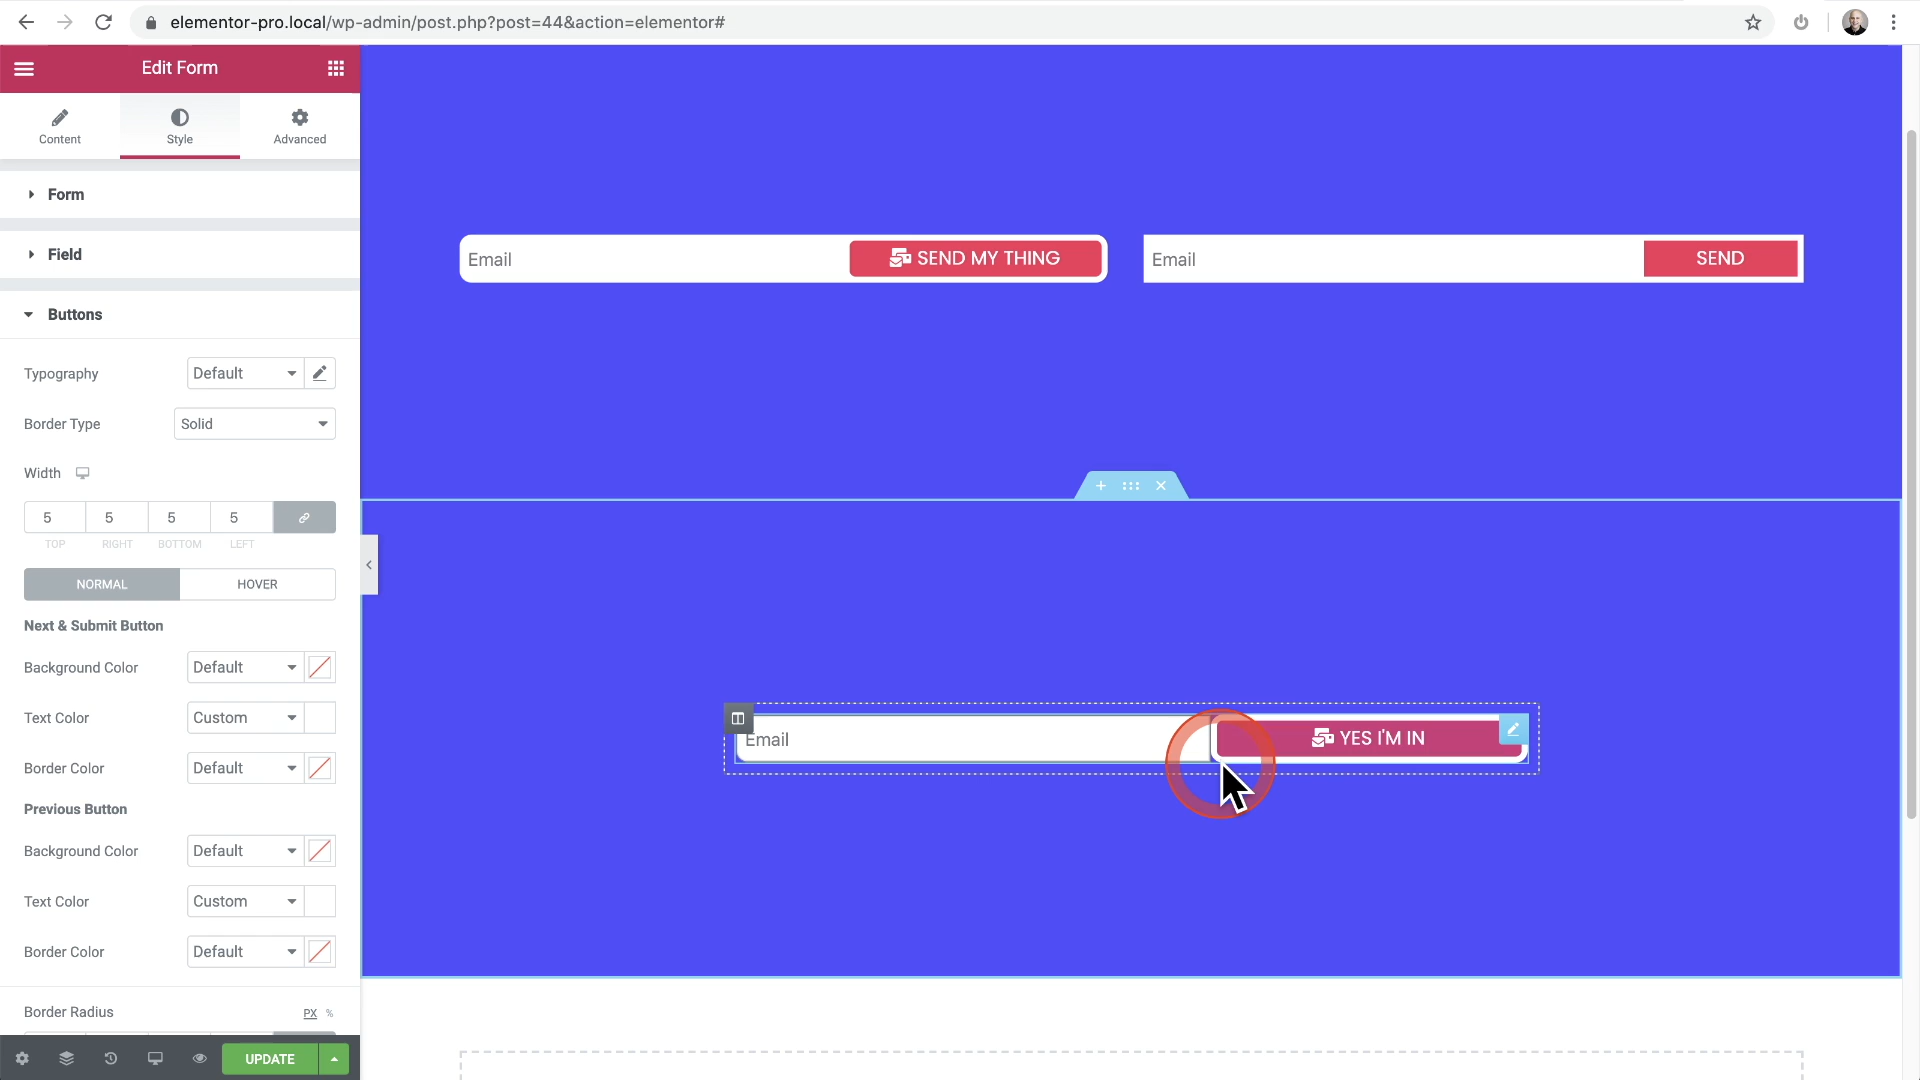 elementor-pro.local/wp-admin/post.php?post=44&action=elementor#
Edit Form
Content
Style
Advanced
Form
Field
Buttons
Typography
Default
Border Type
Solid
Width
5
5
5
5
TOP
RIGHT
BOTTOM
LEFT
NORMAL
HOVER
Next & Submit Button
Background Color
Default
Text Color
Custom
Border Color
Default
Previous Button
Background Color
Default
Text Color
Custom
Border Color
Default
Border Radius
PX
%
UPDATE
Email
SEND MY THING
Email
SEND
Email
YES I'M IN